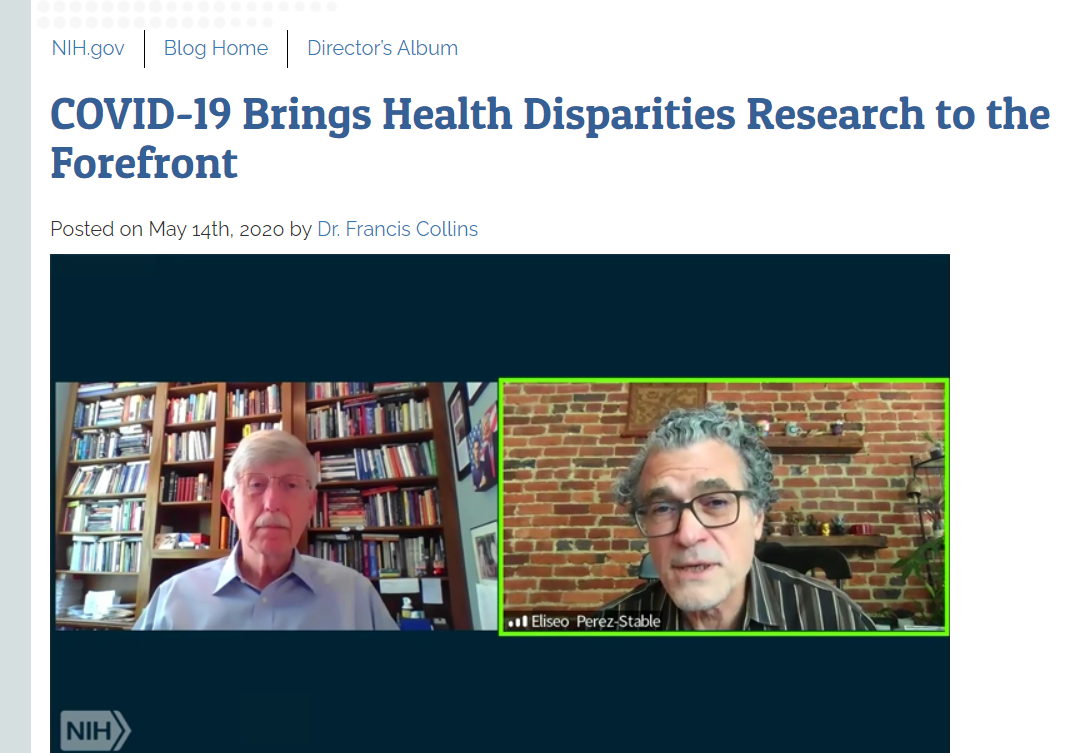 NIH.gov Blog Home Director's Album
COVID-19 Brings Health Disparities Research to the
Forefront
Posted on May 14th, 2020 by Dr. Francis Collins
Eliseo Perez-Stable
NIH